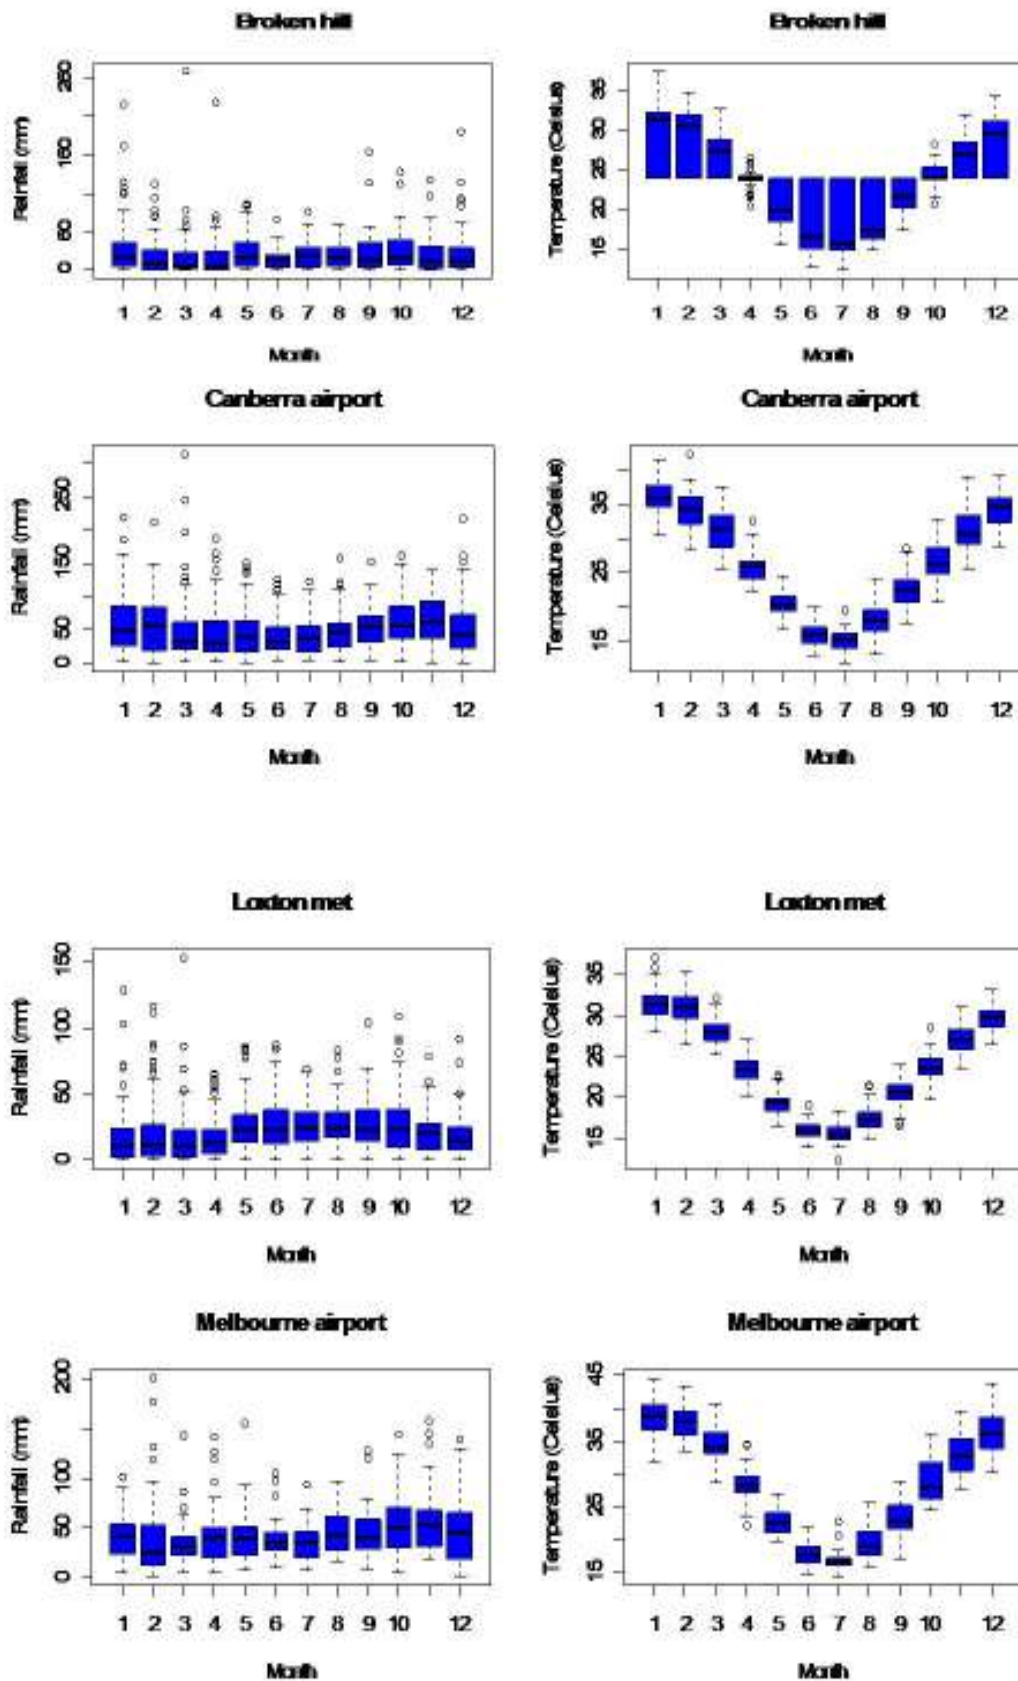 Broken hill
Rainfall (mm)
0 50 150 250
1 2 3 4 5 6 7 8 9 10 12
Month
Broken hill
Temperature (Celsius)
15 20 25 30 35
1 2 3 4 5 6 7 8 9 10 12
Month
Canberra airport
Rainfall (mm)
0 50 150 250
1 2 3 4 5 6 7 8 9 10 12
Month
Canberra airport
Temperature (Celsius)
15 25 35
1 2 3 4 5 6 7 8 9 10 12
Month
Loxton met
Rainfall (mm)
0 50 100 150
1 2 3 4 5 6 7 8 9 10 12
Month
Loxton met
Temperature (Celsius)
15 20 25 30 35
1 2 3 4 5 6 7 8 9 10 12
Month
Melbourne airport
Rainfall (mm)
0 50 100 200
1 2 3 4 5 6 7 8 9 10 12
Month
Melbourne airport
Temperature (Celsius)
15 25 35 45
1 2 3 4 5 6 7 8 9 10 12
Month